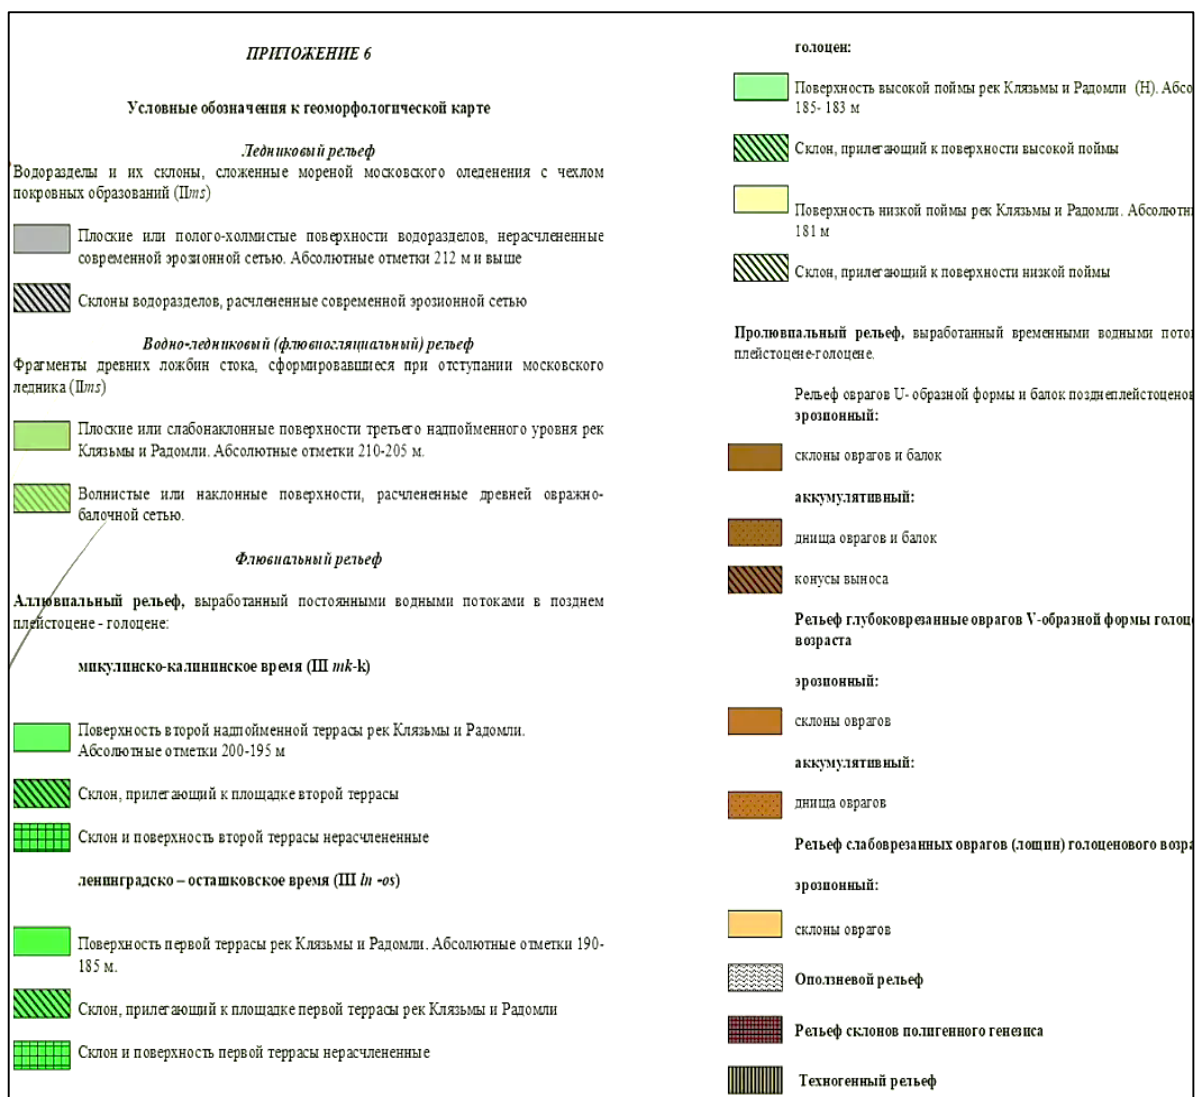 ПРИЛОЖЕНИЕ 6
Условные обозначения к геоморфологической карте
Ледниковый рельеф
Водоразделы и их склоны, сложенные мореной московского оледенения с чехлом
покровных образований (IIms)
Плоские или полого-холмистые поверхности водоразделов, нерасчлененные
современной эрозионной сетью. Абсолютные отметки 212 м и выше
Склоны водоразделов, расчлененные современной эрозионной сетью
Водно-ледниковый (флювиогляциальный) рельеф
Фрагменты древних ложбин стока, сформировавшиеся при отступании московского
ледника (IIms)
Плоские или слабонаклонные поверхности третьего надпойменного уровня рек
Клязьмы и Радомли. Абсолютные отметки 210-205 м.
Волнистые или наклонные поверхности, расчлененные древней овражно-
балочной сетью.
Флювиальный рельеф
Аллювиальный рельеф, выработанный постоянными водными потоками в позднем
плейстоцене - голоцене:
микулинско-калининское время (III mk-k)
Поверхность второй надпойменной террасы рек Клязьмы и Радомли.
Абсолютные отметки 200-195 м
Склон, прилегающий к площадке второй террасы
Склон и поверхность второй террасы нерасчлененные
ленинградско – осташковское время (III ln -os)
Поверхность первой террасы рек Клязьмы и Радомли. Абсолютные отметки 190-
185 м.
Склон, прилегающий к площадке первой террасы рек Клязьмы и Радомли
Склон и поверхность первой террасы нерасчлененные
голоцен:
Поверхность высокой поймы рек Клязьмы и Радомли (Н). Абсо
185- 183 м
Склон, прилегающий к поверхности высокой поймы
Поверхность низкой поймы рек Клязьмы и Радомли. Абсолютн
181 м
Склон, прилегающий к поверхности низкой поймы
Пролювиальный рельеф, выработанный временными водными пото
плейстоцене-голоцене.
Рельеф оврагов U- образной формы и балок позднеплейстоценов
эрозионный:
склоны оврагов и балок
аккумулятивный:
днища оврагов и балок
конусы выноса
Рельеф глубоковрезанные оврагов V-образной формы голоц
возраста
эрозионный:
склоны оврагов
аккумулятивный:
днища оврагов
Рельеф слабоврезанных оврагов (лощин) голоценового возра
эрозионный:
склоны оврагов
Оползневой рельеф
Рельеф склонов полигенного генезиса
Техногенный рельеф